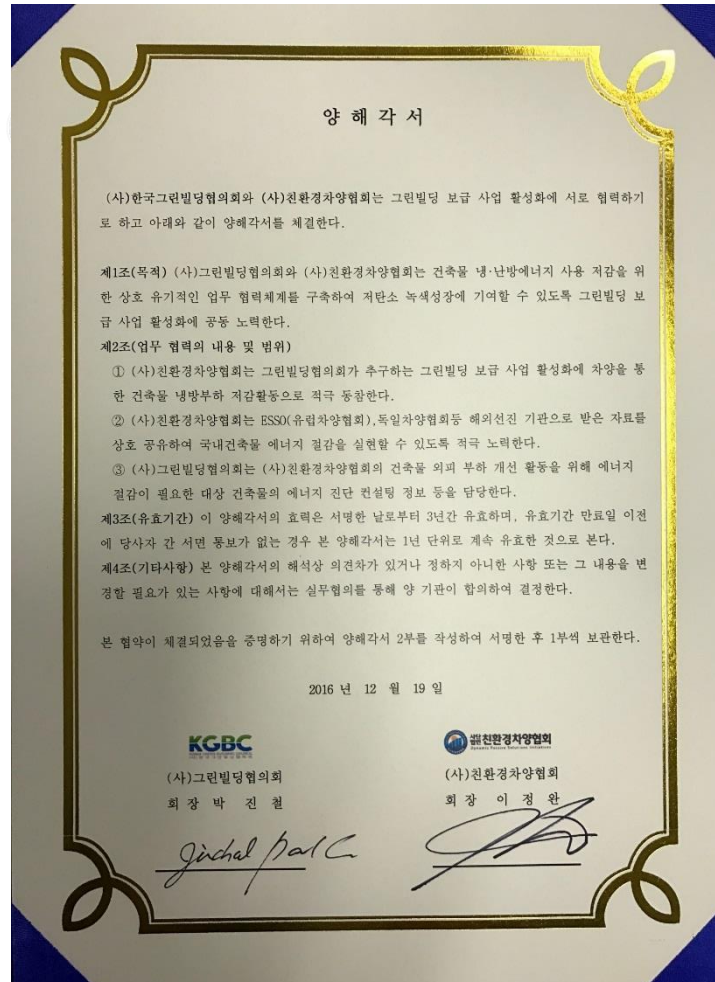 양 해 각 서
(사)한국그린빌딩협의회와 (사)친환경차양협회는 그린빌딩 보급 사업 활성화에 서로 협력하기
로 하고 아래와 같이 양해각서를 체결한다.
제1조(목적) (사)그린빌딩협의회와 (사)친환경차양협회는 건축물 냉·난방에너지 사용 저감을 위
한 상호 유기적인 업무 협력체계를 구축하여 저탄소 녹색성장에 기여할 수 있도록 그린빌딩 보
급 사업 활성화에 공동 노력한다.
제2조(업무 협력의 내용 및 범위)
① (사)친환경차양협회는 그린빌딩협의회가 추구하는 그린빌딩 보급 사업 활성화에 차양을 통
한 건축물 냉방부하 저감활동으로 적극 동참한다.
② (사)친환경차양협회는 ESSO(유럽차양협회),독일차양협회등 해외선진 기관으로 받은 자료를
상호 공유하여 국내건축물 에너지 절감을 실현할 수 있도록 적극 노력한다.
③ (사)그린빌딩협의회는 (사)친환경차양협회의 건축물 외피 부하 개선 활동을 위해 에너지
절감이 필요한 대상 건축물의 에너지 진단 컨설팅 정보 등을 담당한다.
제3조(유효기간) 이 양해각서의 효력은 서명한 날로부터 3년간 유효하며, 유효기간 만료일 이전
에 당사자 간 서면 통보가 없는 경우 본 양해각서는 1년 단위로 계속 유효한 것으로 본다.
제4조(기타사항) 본 양해각서의 해석상 의견차가 있거나 정하지 아니한 사항 또는 그 내용을 변
경할 필요가 있는 사항에 대해서는 실무협의를 통해 양 기관이 합의하여 결정한다.
본 협약이 체결되었음을 증명하기 위하여 양해각서 2부를 작성하여 서명한 후 1부씩 보관한다.
2016 년 12 월 19 일
KGBC
친환경차양협회
(사)그린빌딩협의회
(사)친환경차양협회
회 장 박 진 철
회 장 이 정 완